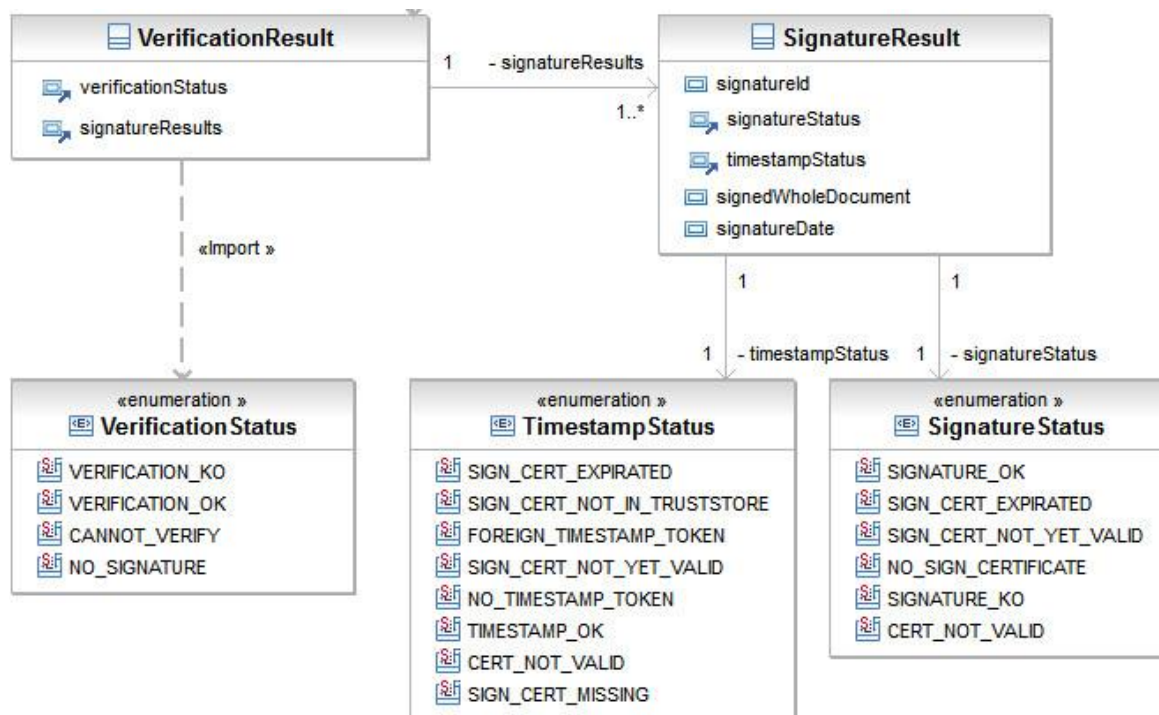 VerificationResult
verificationStatus
signatureResults
1 - signatureResults
1..*
SignatureResult
signatureId
signatureStatus
timestampStatus
signedWholeDocument
signatureDate
«Import »
1
1 - timestampStatus
1
1 - signatureStatus
«enumeration »
<E> VerificationStatus
VERIFICATION_KO
VERIFICATION_OK
CANNOT_VERIFY
NO_SIGNATURE
«enumeration »
<E> TimestampStatus
SIGN_CERT_EXPIRATED
SIGN_CERT_NOT_IN_TRUSTSTORE
FOREIGN_TIMESTAMP_TOKEN
SIGN_CERT_NOT_YET_VALID
NO_TIMESTAMP_TOKEN
TIMESTAMP_OK
CERT_NOT_VALID
SIGN_CERT_MISSING
«enumeration »
<E> SignatureStatus
SIGNATURE_OK
SIGN_CERT_EXPIRATED
SIGN_CERT_NOT_YET_VALID
NO_SIGN_CERTIFICATE
SIGNATURE_KO
CERT_NOT_VALID